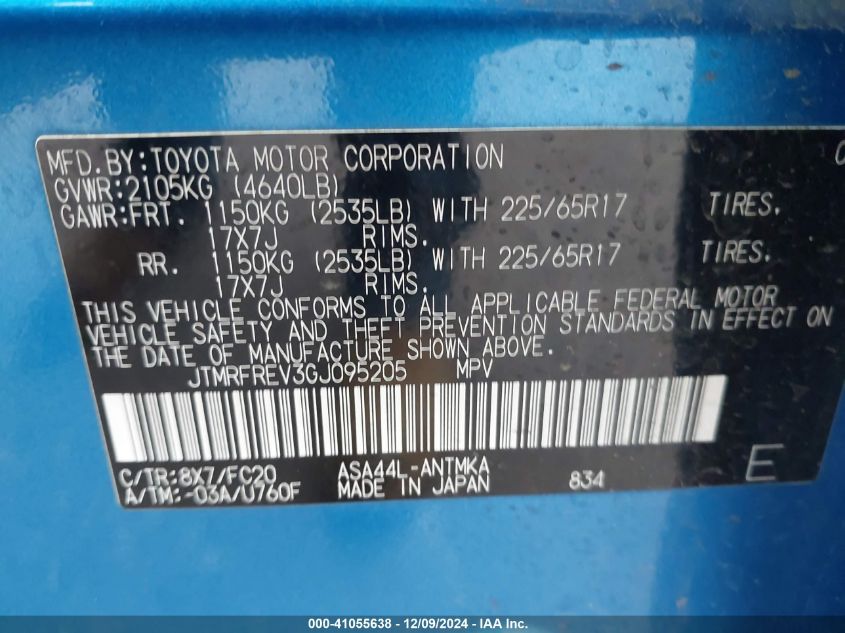 MFD.BY:TOYOTA MOTOR CORPORATION
GVWR:2105KG (4640LB)
GAWR:FRT. 1150KG (2535LB) WITH 225/65R17 TIRES.
17X7J RIMS.
RR. 1150KG (2535LB) WITH 225/65R17 TIRES.
17X7J RIMS.
THIS VEHICLE CONFORMS TO ALL APPLICABLE FEDERAL MOTOR
VEHICLE SAFETY AND THEFT PREVENTION STANDARDS IN EFFECT ON
THE DATE OF MANUFACTURE SHOWN ABOVE.
JTMRFREV3GJ095205 MPV
C/TR:8X7/FC20 ASA44L-ANTMKA
A/TM:-03A/U760F MADE IN JAPAN 834 E
000-41055638 - 12/09/2024 - IAAI.com